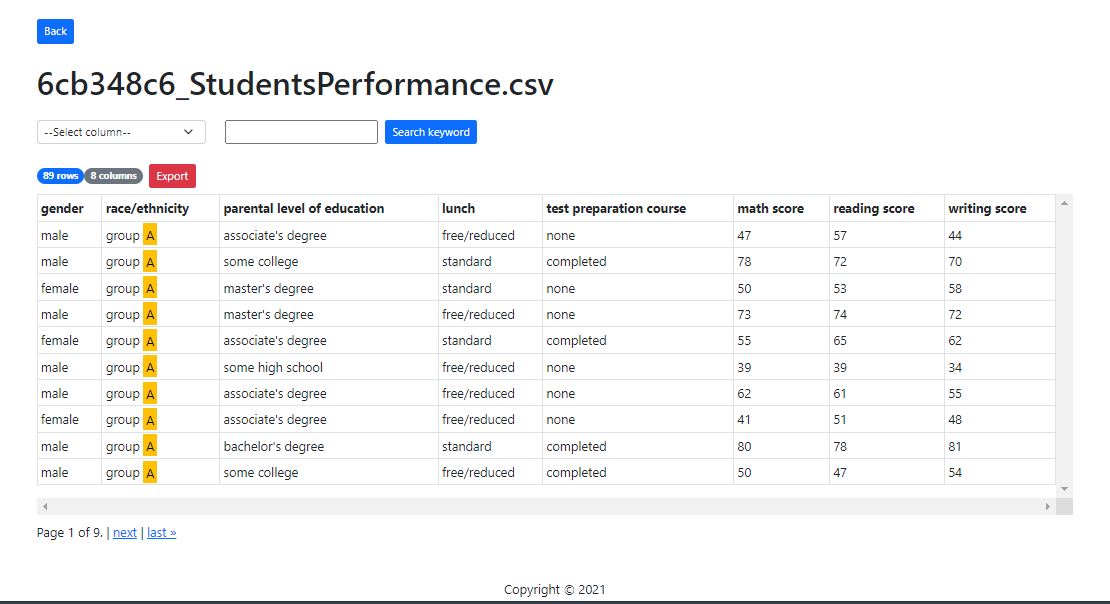 Back
6cb348c6_StudentsPerformance.csv
--Select column-- Search keyword
89 rows 8 columns Export
gender race/ethnicity parental level of education lunch test preparation course math score reading score writing score
male group A associate's degree free/reduced none 47 57 44
male group A some college standard completed 78 72 70
female group A master's degree standard none 50 53 58
male group A master's degree free/reduced none 73 74 72
female group A associate's degree standard completed 55 65 62
male group A some high school free/reduced none 39 39 34
male group A associate's degree free/reduced none 62 61 55
female group A associate's degree free/reduced none 41 51 48
male group A bachelor's degree standard completed 80 78 81
male group A some college free/reduced completed 50 47 54
Page 1 of 9. | next | last »
Copyright © 2021